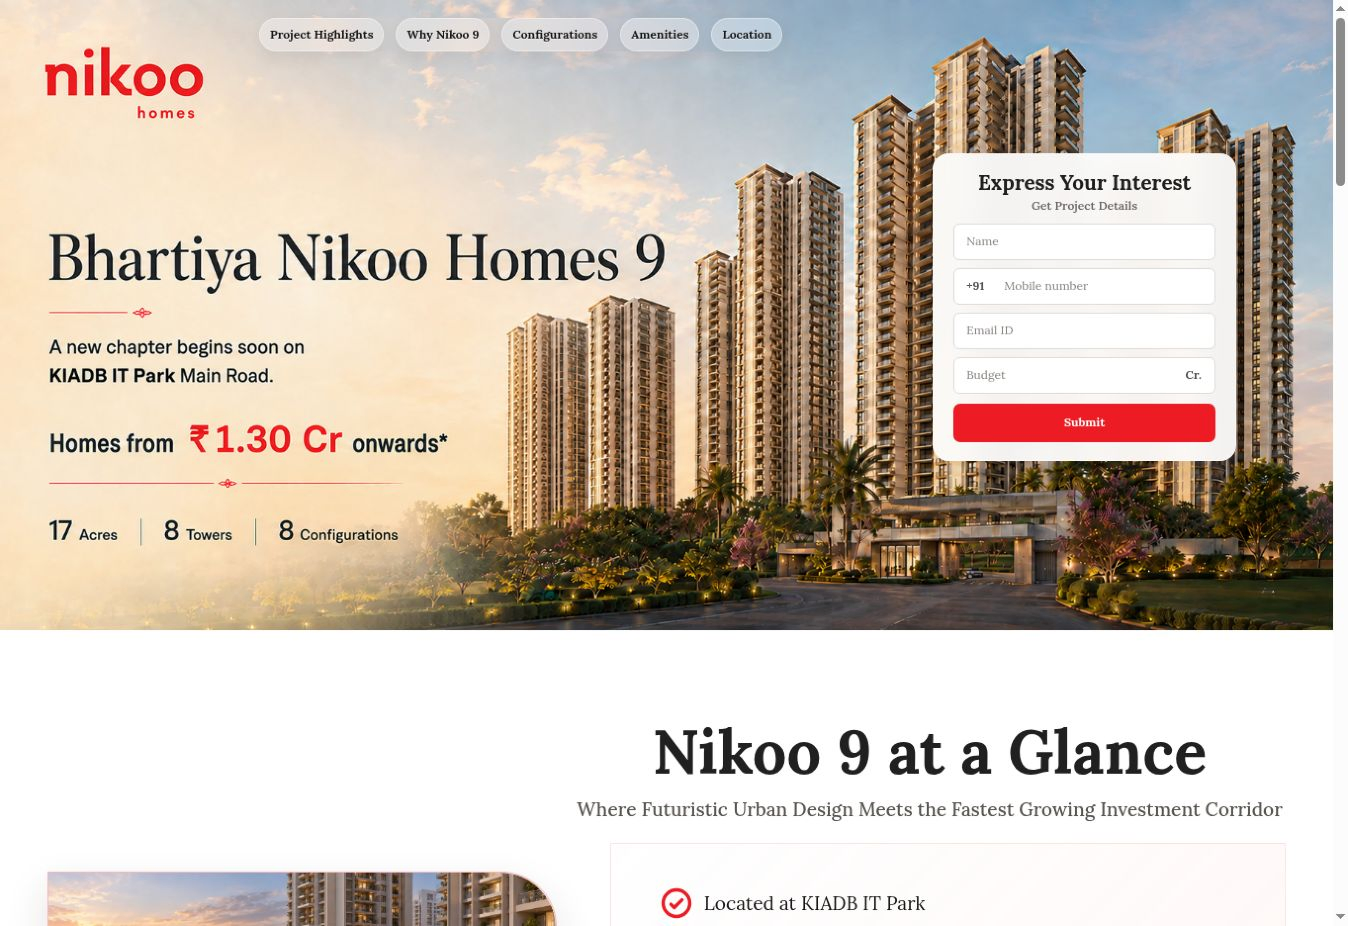 Project Highlights
Why Nikoo 9
Configurations
Amenities
Location
nikoo
homes
Bhartiya Nikoo Homes 9
A new chapter begins soon on
KIADB IT Park Main Road.
Homes from ₹1.30 Cr onwards*
17 Acres
8 Towers
8 Configurations
Express Your Interest
Get Project Details
Name
+91 Mobile number
Email ID
Budget Cr.
Submit
Nikoo 9 at a Glance
Where Futuristic Urban Design Meets the Fastest Growing Investment Corridor
Located at KIADB IT Park